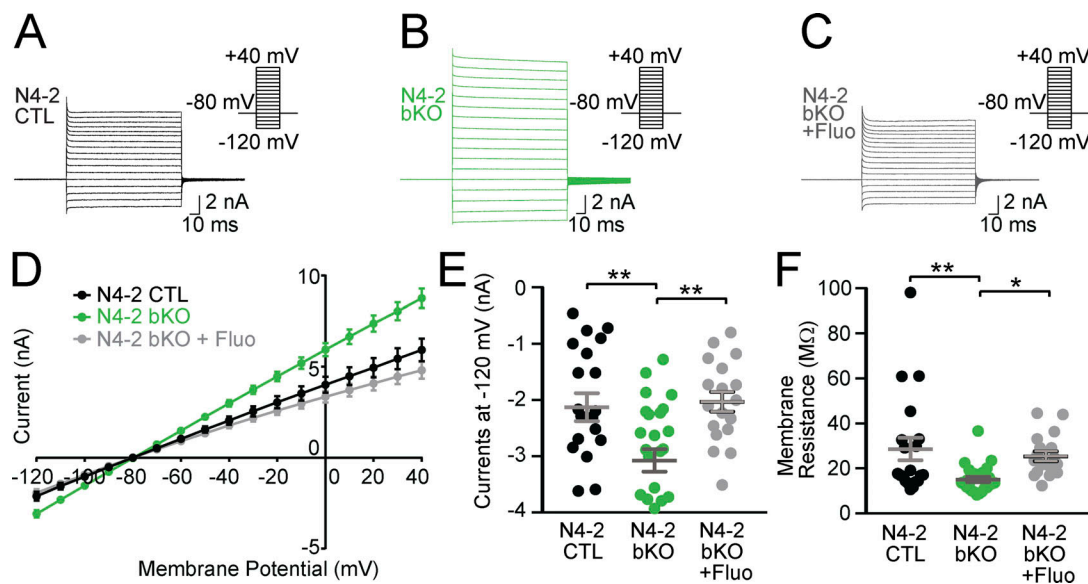 A
+40 mV
N4-2
CTL
-80 mV
-120 mV
2 nA
10 ms
B
+40 mV
N4-2
bKO
-80 mV
-120 mV
2 nA
10 ms
C
+40 mV
N4-2
bKO
+Fluo
-80 mV
-120 mV
2 nA
10 ms
D
N4-2 CTL
N4-2 bKO
N4-2 bKO + Fluo
Current (nA)
10
5
0
-5
-120 -100 -80 -60 -40 -20 0 20 40
Membrane Potential (mV)
E
** **
Currents at -120 mV (nA)
0
-1
-2
-3
-4
N4-2
CTL
N4-2
bKO
N4-2
bKO
+Fluo
F
** *
Membrane
Resistance (MΩ)
100
80
60
40
20
0
N4-2
CTL
N4-2
bKO
N4-2
bKO
+Fluo